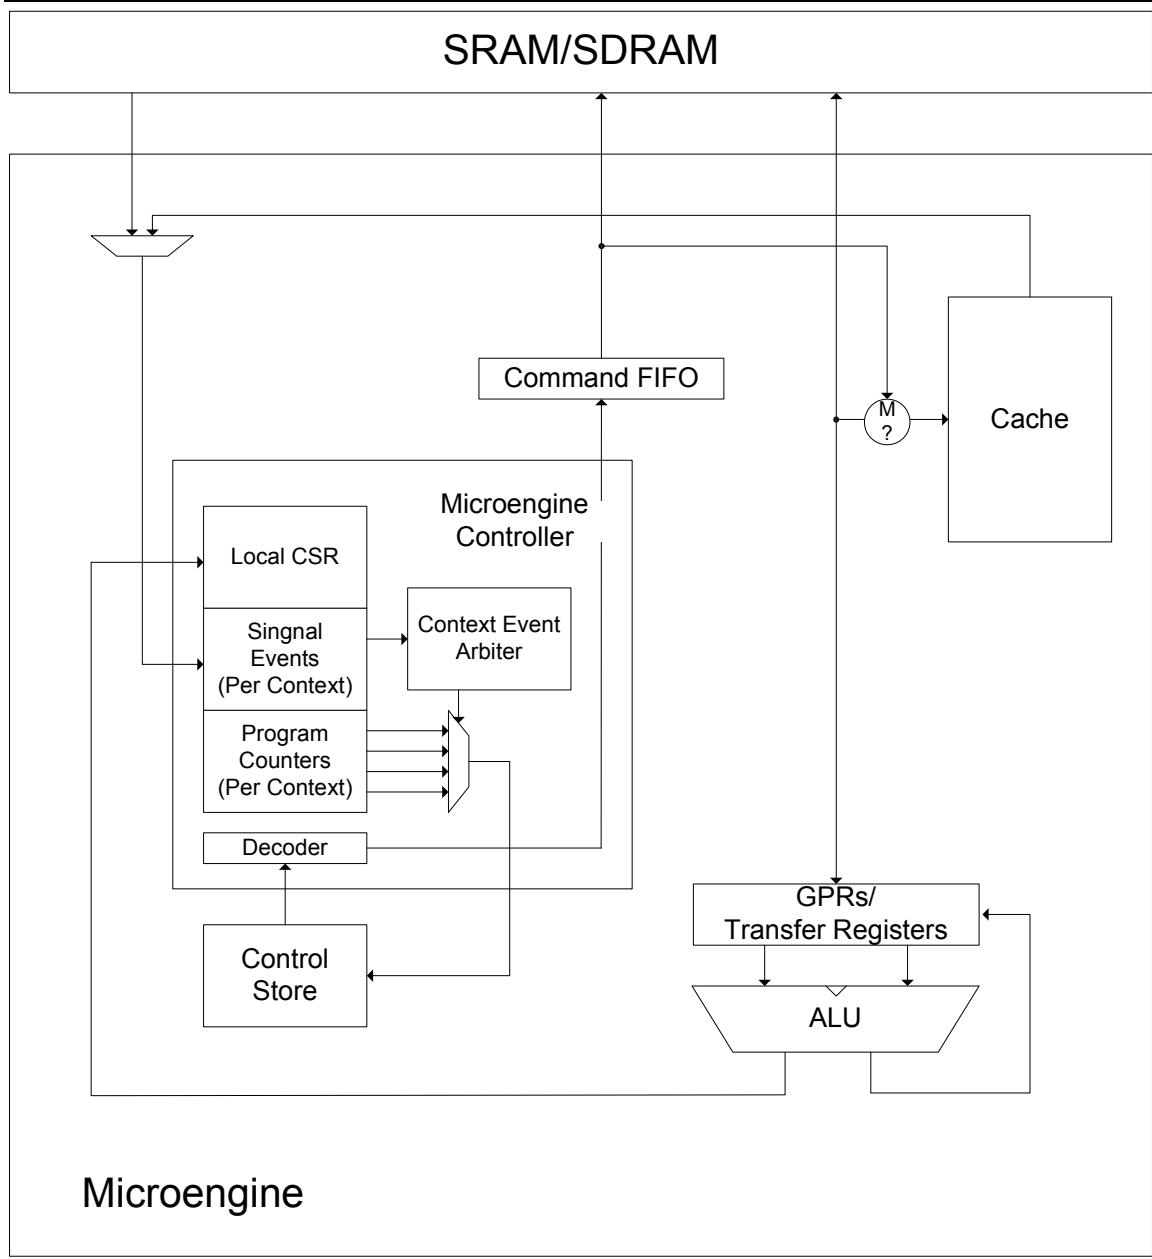 SRAM/SDRAM
Command FIFO
M
?
Cache
Microengine
Controller
Local CSR
Singnal
Events
(Per Context)
Context Event
Arbiter
Program
Counters
(Per Context)
Decoder
Control
Store
GPRs/
Transfer Registers
ALU
Microengine